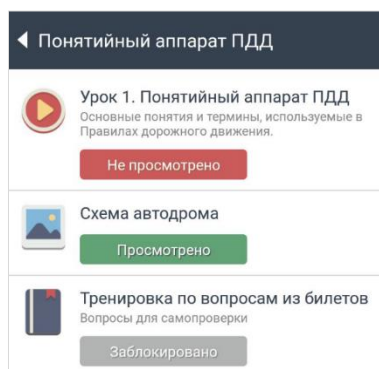 Понятийный аппарат ПДД
Урок 1. Понятийный аппарат ПДД
Основные понятия и термины, используемые в
Правилах дорожного движения.
Не просмотрено
Схема автодрома
Просмотрено
Тренировка по вопросам из билетов
Вопросы для самопроверки
Заблокировано